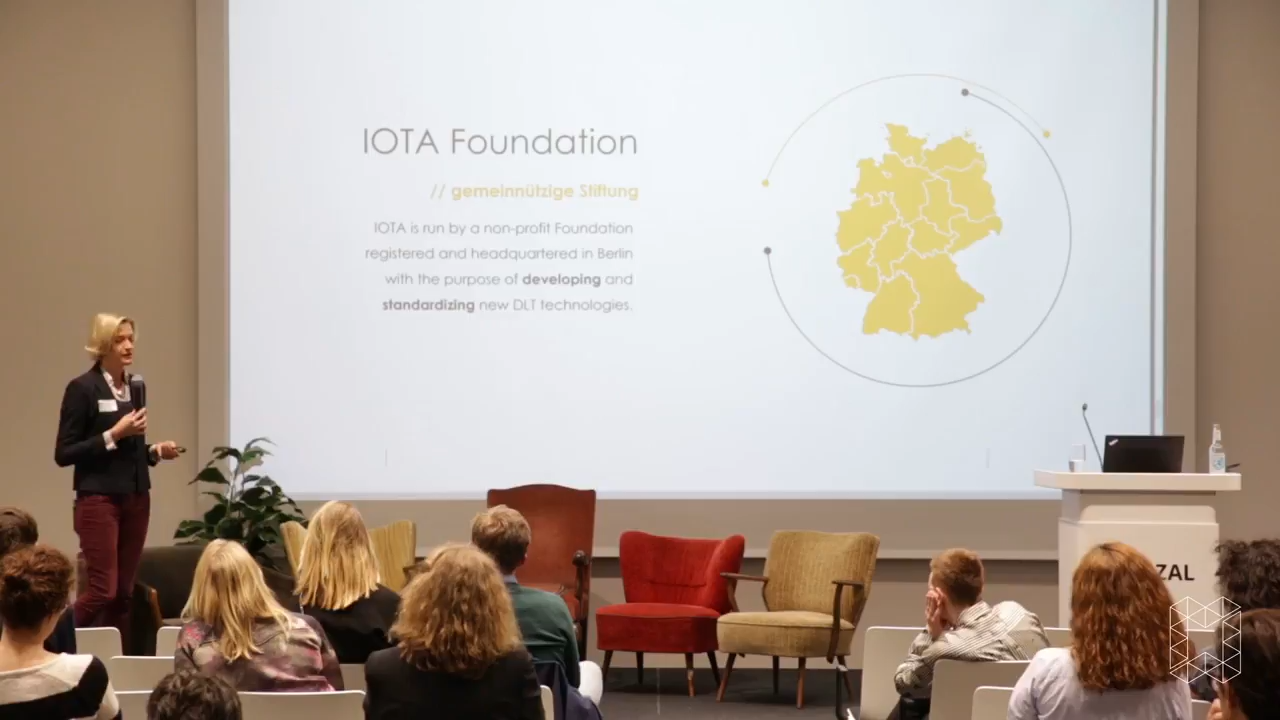 IOTA Foundation
// gemeinnützige Stiftung
IOTA is run by a non-profit Foundation
registered and headquartered in Berlin
with the purpose of developing and
standardizing new DLT technologies.
ZAL